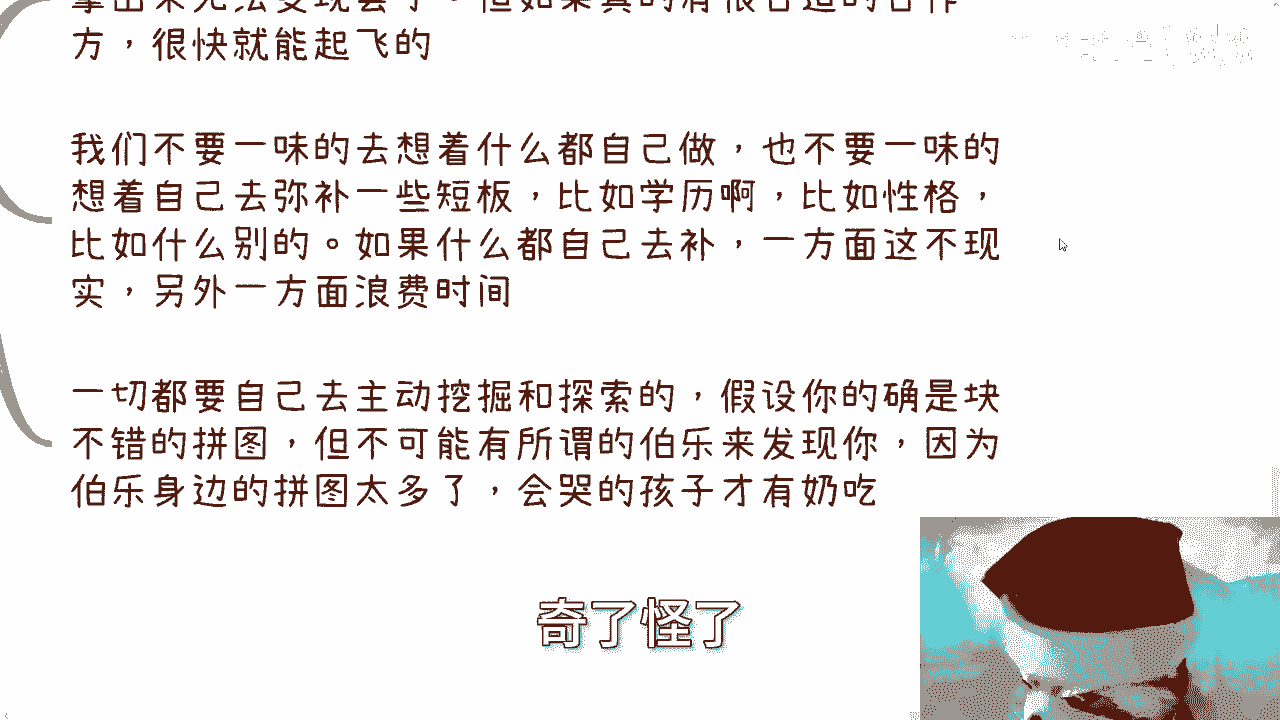 方，很快就能起飞的
我们不要一味的去想着什么都自己做，也不要一味的
想着自己去弥补一些短板，比如学历啊，比如性格，
比如什么别的。如果什么都自己去补，一方面这不现
实，另外一方面浪费时间
一切都要自己去主动挖掘和探索的，假设你的确是块
不错的拼图，但不可能有所谓的伯乐来发现你，因为
伯乐身边的拼图太多了，会哭的孩子才有奶吃
奇了怪了